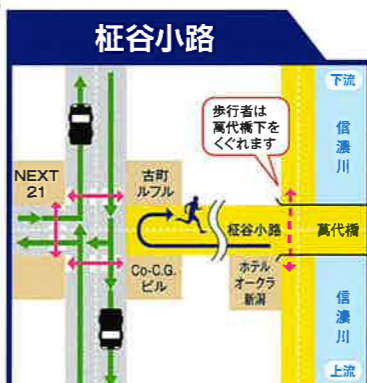 柾谷小路
下流
歩行者は
萬代橋下を
くぐれます
信
濃
川
NEXT
21
古町
ルフル
柾谷小路
萬代橋
Co-C.G.
ビル
ホテル
オークラ
新潟
信
濃
川
上流